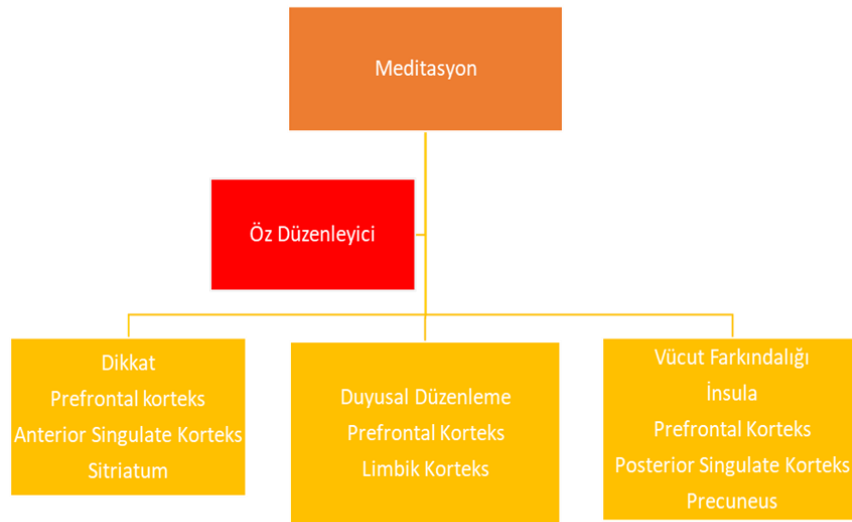 Meditasyon
Öz Düzenleyici
Dikkat
Prefrontal korteks
Anterior Singulate Korteks
Sitriatum
Duyusal Düzenleme
Prefrontal Korteks
Limbik Korteks
Vücut Farkındalığı
İnsula
Prefrontal Korteks
Posterior Singulate Korteks
Precuneus